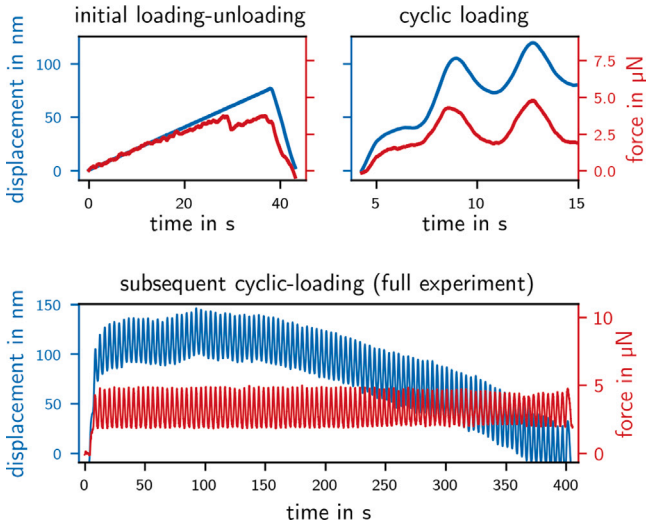 initial loading-unloading
cyclic loading
displacement in nm
100
50
0
0
20
40
time in s
5
10
15
time in s
7.5
5.0
2.5
0.0
force in µN
subsequent cyclic-loading (full experiment)
displacement in nm
150
100
50
0
0
50
100
150
200
250
300
350
400
time in s
10
5
0
force in µN